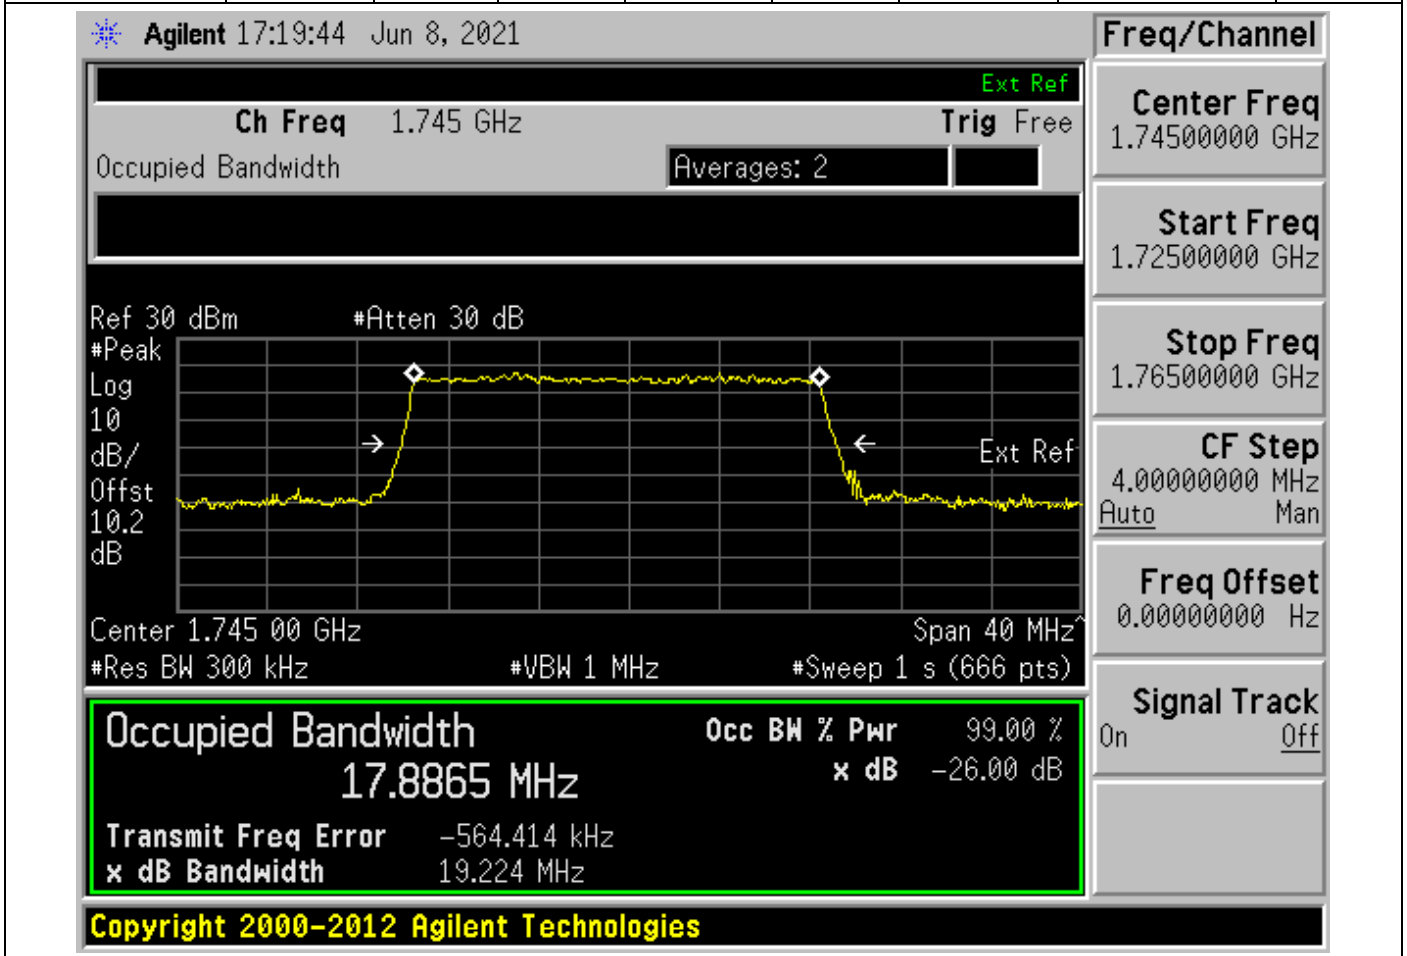 Agilent 17:19:44 Jun 8, 2021
Freq/Channel
Ext Ref
Ch Freq 1.745 GHz Trig Free
Occupied Bandwidth Averages: 2
Center Freq
1.74500000 GHz
Start Freq
1.72500000 GHz
Stop Freq
1.76500000 GHz
CF Step
4.00000000 MHz
Auto Man
Freq Offset
0.00000000 Hz
Signal Track
On Off
Ref 30 dBm #Atten 30 dB
#Peak
Log
10
dB/
Offst
10.2
dB
Ext Ref
Center 1.745 00 GHz Span 40 MHz^
#Res BW 300 kHz #VBW 1 MHz #Sweep 1 s (666 pts)
Occupied Bandwidth Occ BW % Pwr 99.00 %
17.8865 MHz x dB -26.00 dB
Transmit Freq Error -564.414 kHz
x dB Bandwidth 19.224 MHz
Copyright 2000-2012 Agilent Technologies